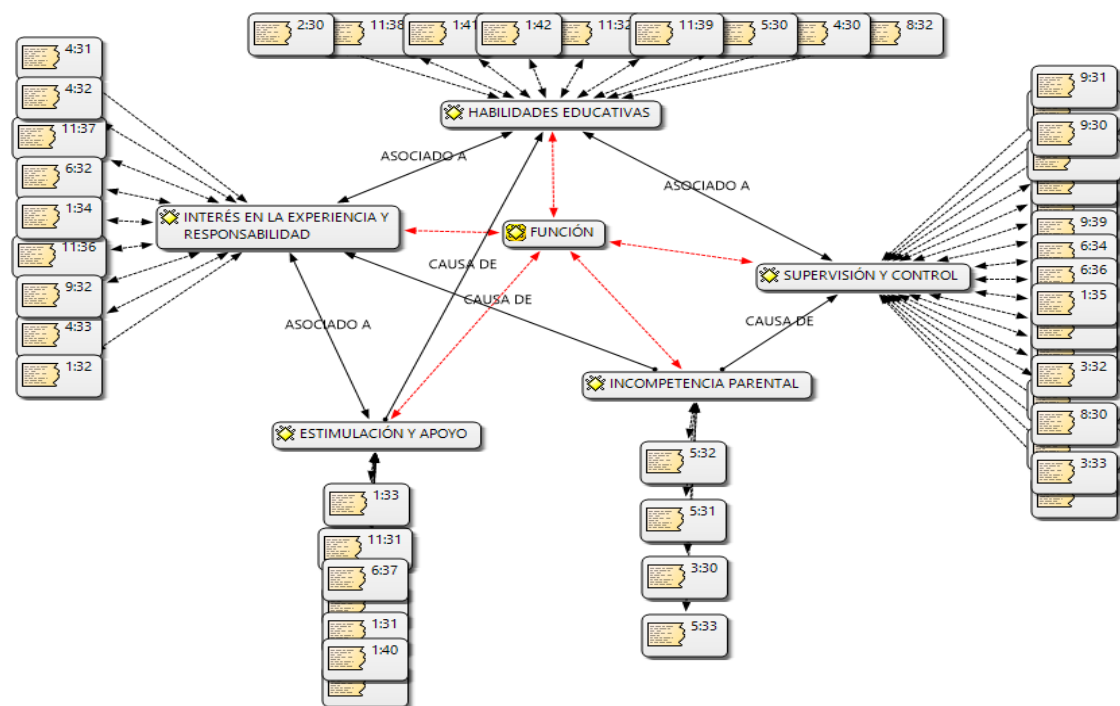 2:30
11:38
1:41
1:42
11:32
11:39
5:30
4:30
8:32
HABILIDADES EDUCATIVAS
4:31
4:32
11:37
6:32
1:34
11:36
9:32
4:33
1:32
ASOCIADO A
ASOCIADO A
INTERÉS EN LA EXPERIENCIA Y
RESPONSABILIDAD
FUNCIÓN
CAUSA DE
CAUSA DE
SUPERVISIÓN Y CONTROL
9:31
9:30
9:39
6:34
6:36
1:35
3:32
8:30
3:33
ASOCIADO A
CAUSA DE
INCOMPETENCIA PARENTAL
ESTIMULACIÓN Y APOYO
5:32
5:31
3:30
5:33
1:33
11:31
6:37
1:31
1:40